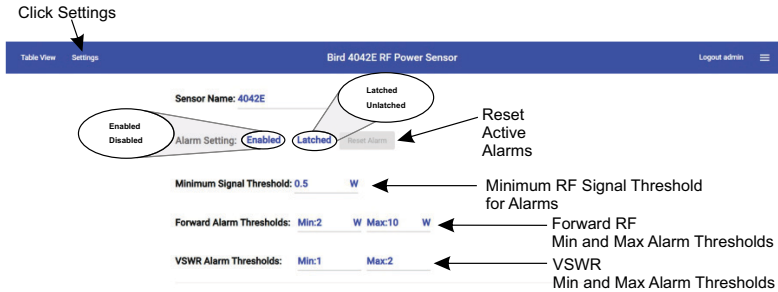 Click Settings
Table View Settings Bird 4042E RF Power Sensor Logout admin
Sensor Name: 4042E
Latched
Unlatched
Enabled
Disabled
Alarm Setting: Enabled Latched Reset Alarm
Reset
Active
Alarms
Minimum Signal Threshold: 0.5 W
Minimum RF Signal Threshold
for Alarms
Forward Alarm Thresholds: Min:2 W Max:10 W
Forward RF
Min and Max Alarm Thresholds
VSWR Alarm Thresholds: Min:1 Max:2
VSWR
Min and Max Alarm Thresholds